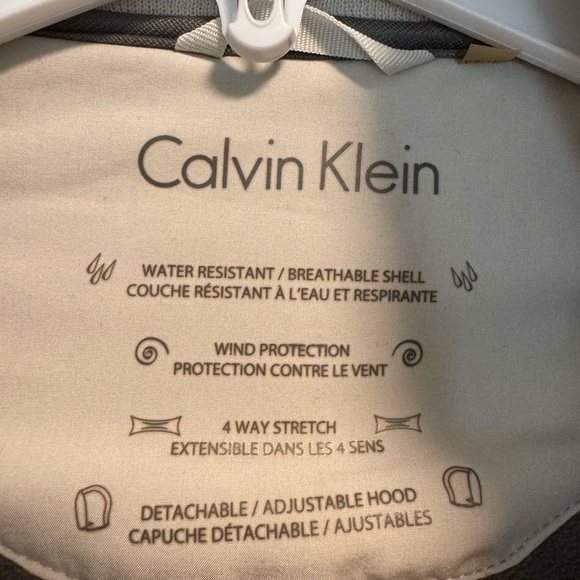 Calvin Klein
WATER RESISTANT / BREATHABLE SHELL
COUCHE RÉSISTANT À L'EAU ET RESPIRANTE
WIND PROTECTION
PROTECTION CONTRE LE VENT
4 WAY STRETCH
EXTENSIBLE DANS LES 4 SENS
DETACHABLE / ADJUSTABLE HOOD
CAPUCHE DÉTACHABLE / AJUSTABLES